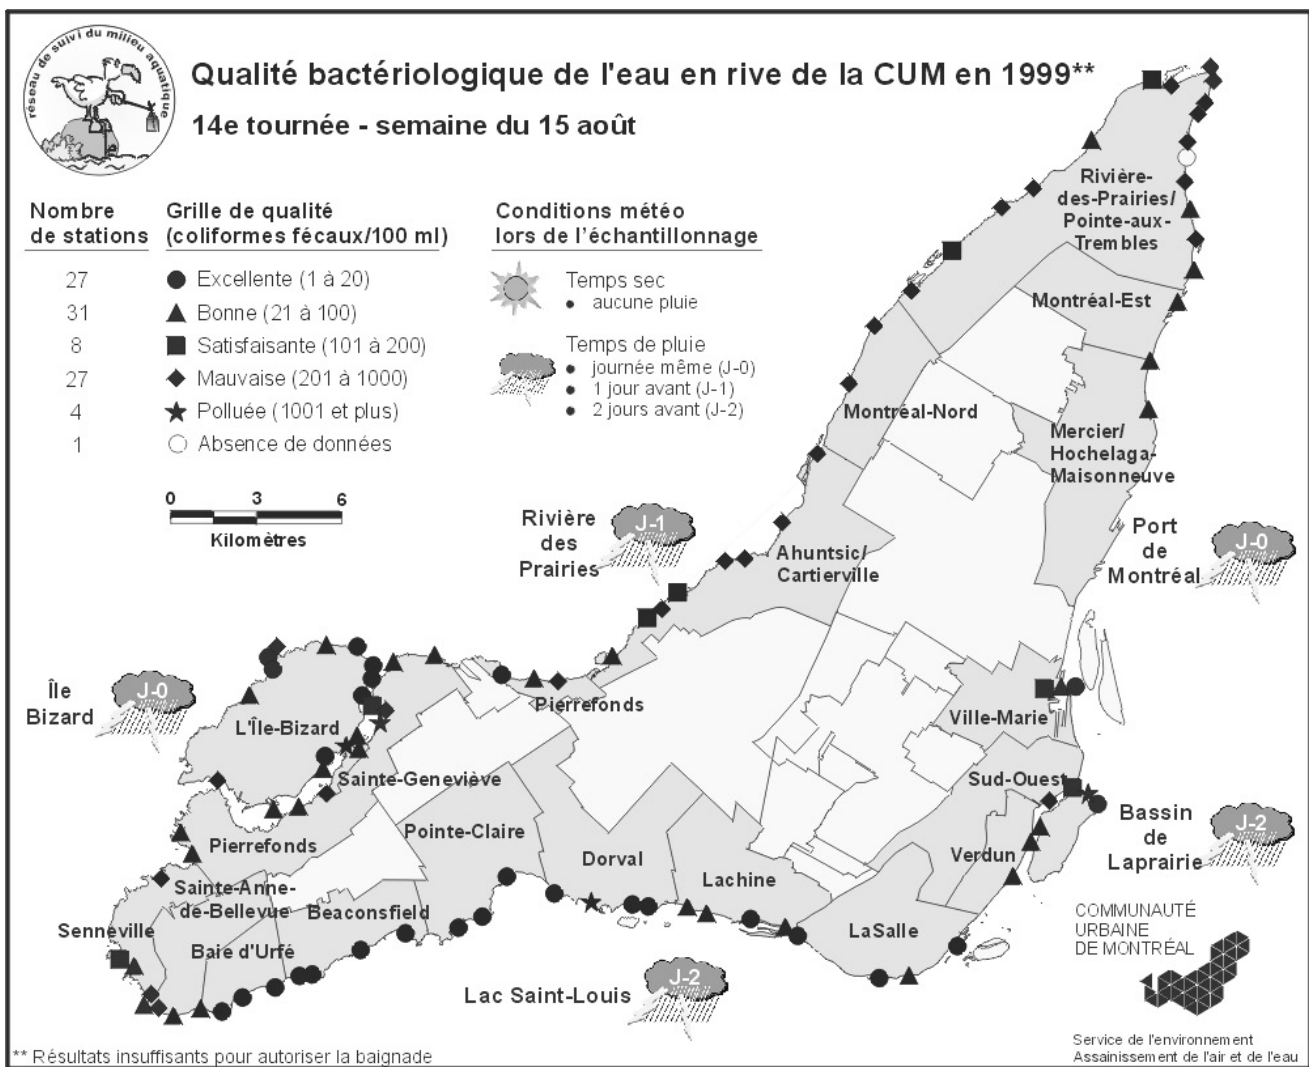 réseau de suivi du milieu aquatique
Qualité bactériologique de l'eau en rive de la CUM en 1999**
14e tournée - semaine du 15 août
Nombre
de stations
Grille de qualité
(coliformes fécaux/100 ml)
Conditions météo
lors de l'échantillonnage
27
Excellente (1 à 20)
31
Bonne (21 à 100)
8
Satisfaisante (101 à 200)
27
Mauvaise (201 à 1000)
4
Polluée (1001 et plus)
1
Absence de données
Temps sec
• aucune pluie
Temps de pluie
• journée même (J-0)
• 1 jour avant (J-1)
• 2 jours avant (J-2)
0 3 6
Kilomètres
Rivière-
des-Prairies/
Pointe-aux-
Trembles
Montréal-Est
Montréal-Nord
Mercier/
Hochelaga-
Maisonneuve
Rivière
des
Prairies
J-1
Ahuntsic/
Cartierville
Port
de
Montréal
J-0
Île
Bizard
J-0
L'Île-Bizard
Pierrefonds
Ville-Marie
Sainte-Geneviève
Sud-Ouest
Pointe-Claire
Pierrefonds
Dorval
Verdun
Bassin
de
Laprairie
J-2
Lachine
Sainte-Anne-
de-Bellevue
Beaconsfield
Senneville
Baie d'Urfé
LaSalle
Lac Saint-Louis
J-2
COMMUNAUTÉ
URBAINE
DE MONTRÉAL
Service de l'environnement
Assainissement de l'air et de l'eau
** Résultats insuffisants pour autoriser la baignade